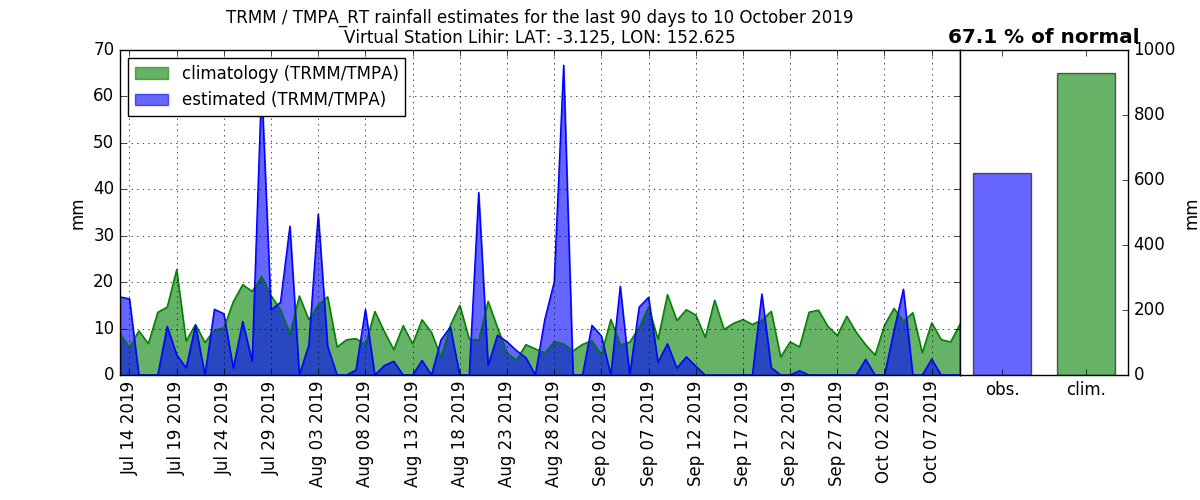 TRMM / TMPA_RT rainfall estimates for the last 90 days to 10 October 2019
Virtual Station Lihir: LAT: -3.125, LON: 152.625
67.1 % of normal
climatology (TRMM/TMPA)
estimated (TRMM/TMPA)
mm
70
60
50
40
30
20
10
0
Jul 14 2019
Jul 19 2019
Jul 24 2019
Jul 29 2019
Aug 03 2019
Aug 08 2019
Aug 13 2019
Aug 18 2019
Aug 23 2019
Aug 28 2019
Sep 02 2019
Sep 07 2019
Sep 12 2019
Sep 17 2019
Sep 22 2019
Sep 27 2019
Oct 02 2019
Oct 07 2019
obs.
clim.
1000
800
600
400
200
0
mm